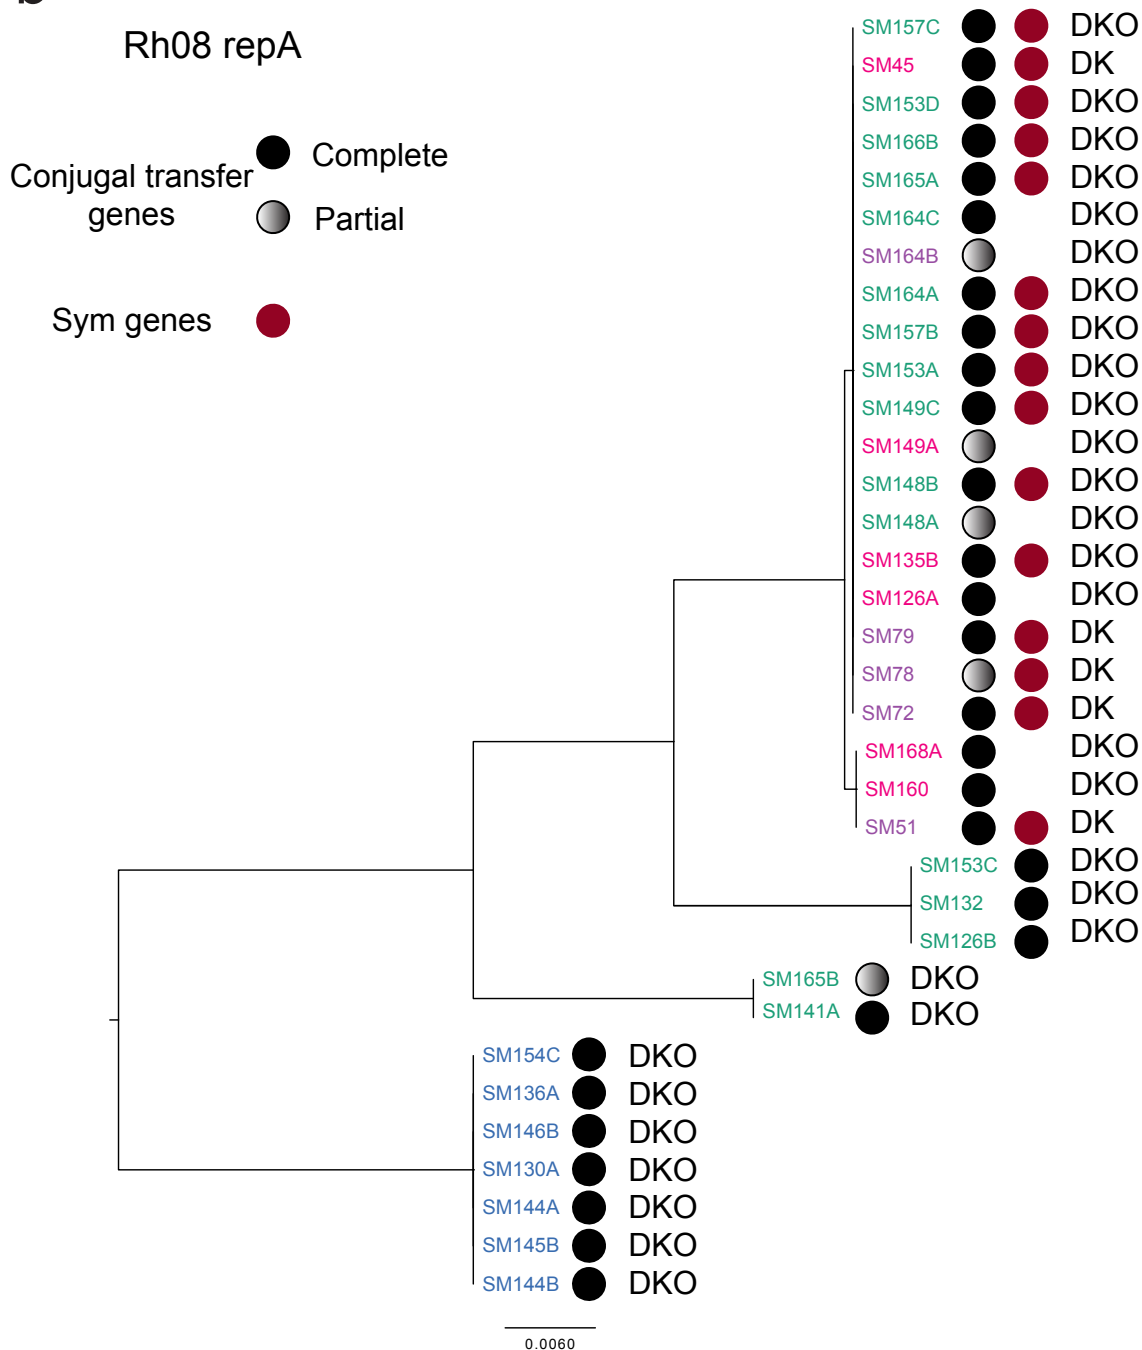 b
Rh08 repA
Conjugal transfer
genes
Complete
Partial
Sym genes
SM157C DKO
SM45 DK
SM153D DKO
SM166B DKO
SM165A DKO
SM164C DKO
SM164B DKO
SM164A DKO
SM157B DKO
SM153A DKO
SM149C DKO
SM149A DKO
SM148B DKO
SM148A DKO
SM135B DKO
SM126A DKO
SM79 DK
SM78 DK
SM72 DK
SM168A DKO
SM160 DKO
SM51 DK
SM153C DKO
SM132 DKO
SM126B DKO
SM165B DKO
SM141A DKO
SM154C DKO
SM136A DKO
SM146B DKO
SM130A DKO
SM144A DKO
SM145B DKO
SM144B DKO
0.0060